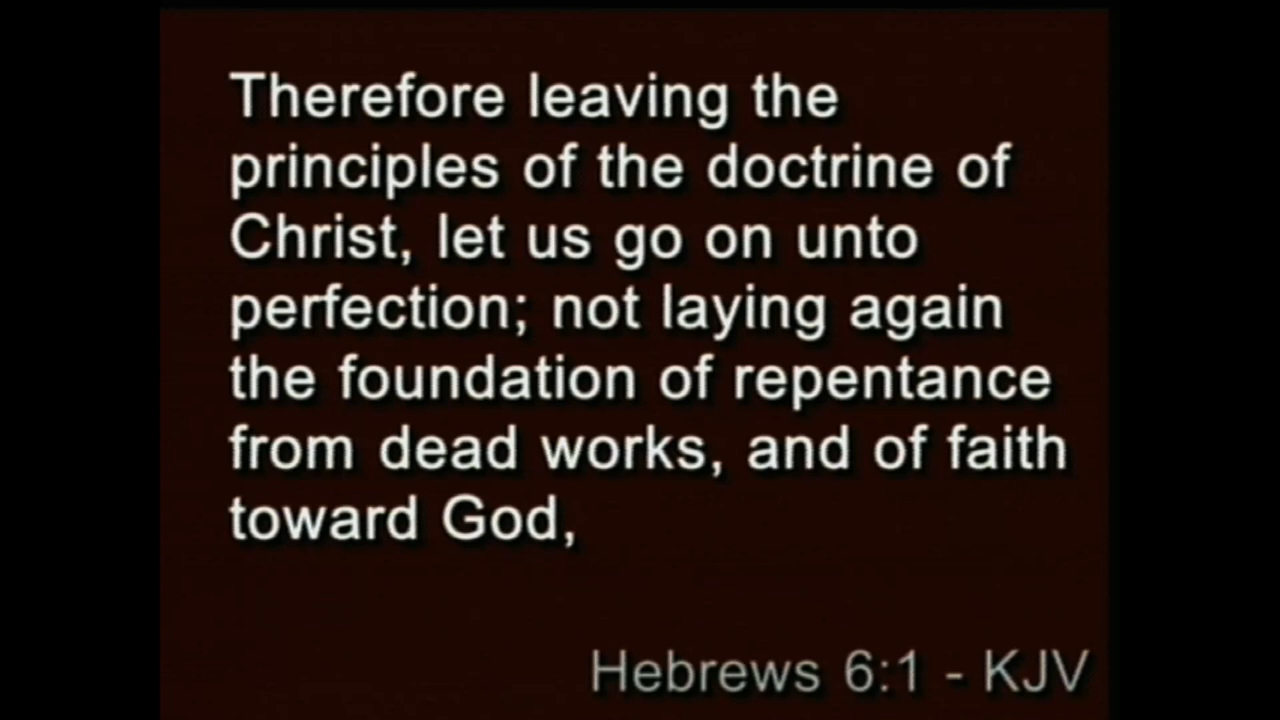 Therefore leaving the
principles of the doctrine of
Christ, let us go on unto
perfection; not laying again
the foundation of repentance
from dead works, and of faith
toward God,
Hebrews 6:1 - KJV